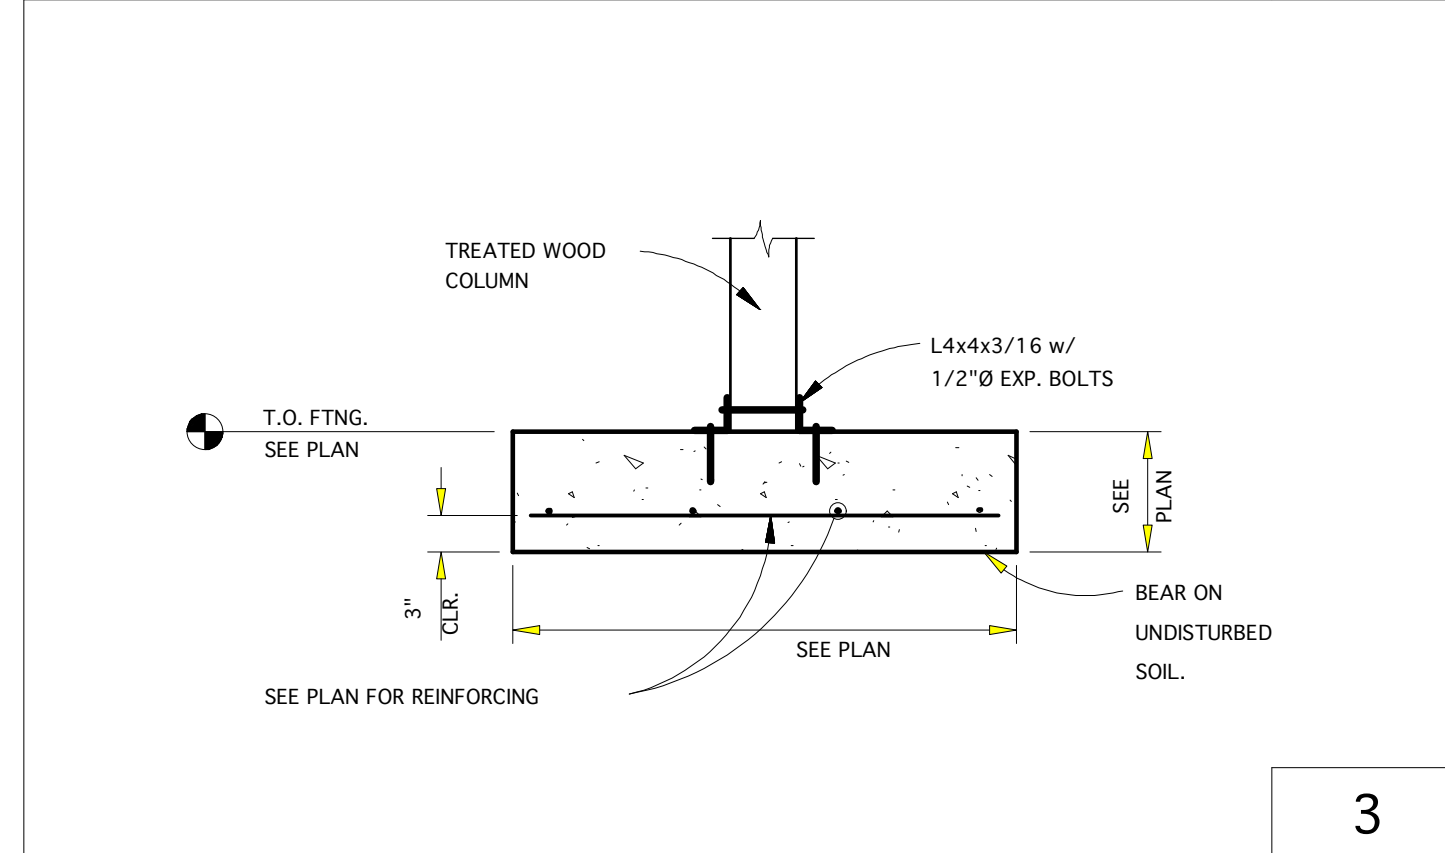 TREATED WOOD
COLUMN
L4x4x3/16 w/
1/2"Ø EXP. BOLTS
T.O. FTNG.
SEE PLAN
SEE
PLAN
3"
CLR.
BEAR ON
UNDISTURBED
SOIL.
SEE PLAN
SEE PLAN FOR REINFORCING
3